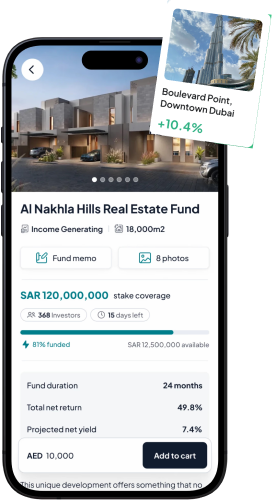 Boulevard Point,
Downtown Dubai
+10.4%
Al Nakhla Hills Real Estate Fund
Income Generating 18,000m2
Fund memo 8 photos
SAR 120,000,000 stake coverage
368 Investors 15 days left
81% funded SAR 12,500,000 available
Fund duration 24 months
Total net return 49.8%
Projected net yield 7.4%
AED 10,000 Add to cart
This unique development offers something that no